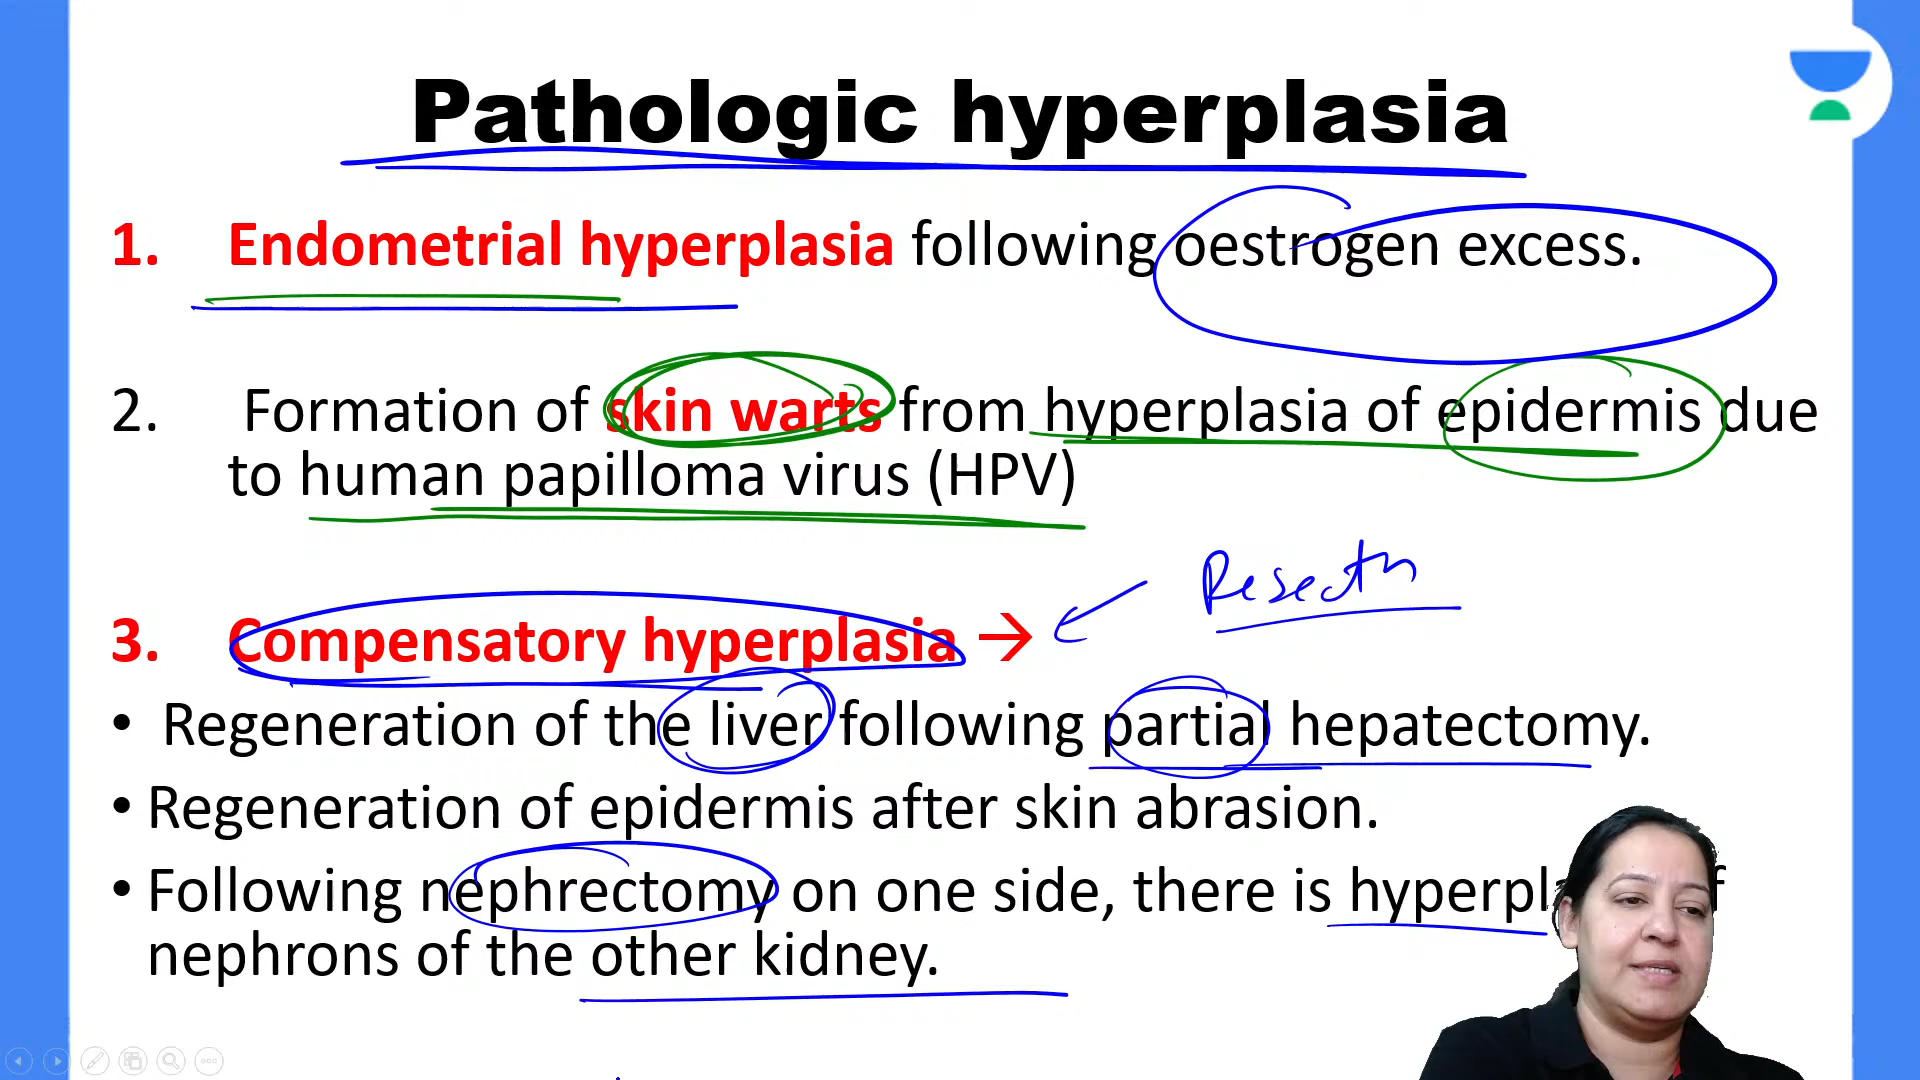 Pathologic hyperplasia
1. Endometrial hyperplasia following oestrogen excess.
2. Formation of skin warts from hyperplasia of epidermis due
to human papilloma virus (HPV)
Resectn
3. Compensatory hyperplasia →
• Regeneration of the liver following partial hepatectomy.
• Regeneration of epidermis after skin abrasion.
• Following nephrectomy on one side, there is
nephrons of the other kidney.